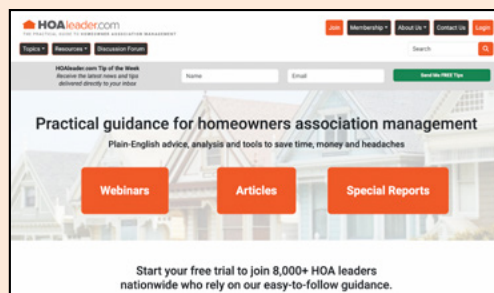 HOAleader.com
THE PRACTICAL GUIDE TO HOMEOWNER ASSOCIATION MANAGEMENT
Join Membership About Us Contact Us Login
Topics Resources Discussion Forum
Search
HOAleader.com Tip of the Week
Receive the latest news and tips
delivered directly to your inbox
Name
Email
Send Me FREE Tips
Practical guidance for homeowners association management
Plain-English advice, analysis and tools to save time, money and headaches
Webinars
Articles
Special Reports
Start your free trial to join 8,000+ HOA leaders
nationwide who rely on our easy-to-follow guidance.